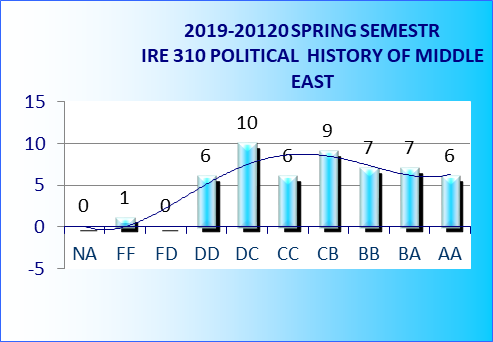 2019-20120 SPRING SEMESTR
IRE 310 POLITICAL HISTORY OF MIDDLE
EAST
15
10
5
0
-5
0 1 0 6 10 6 9 7 7 6
NA FF FD DD DC CC CB BB BA AA